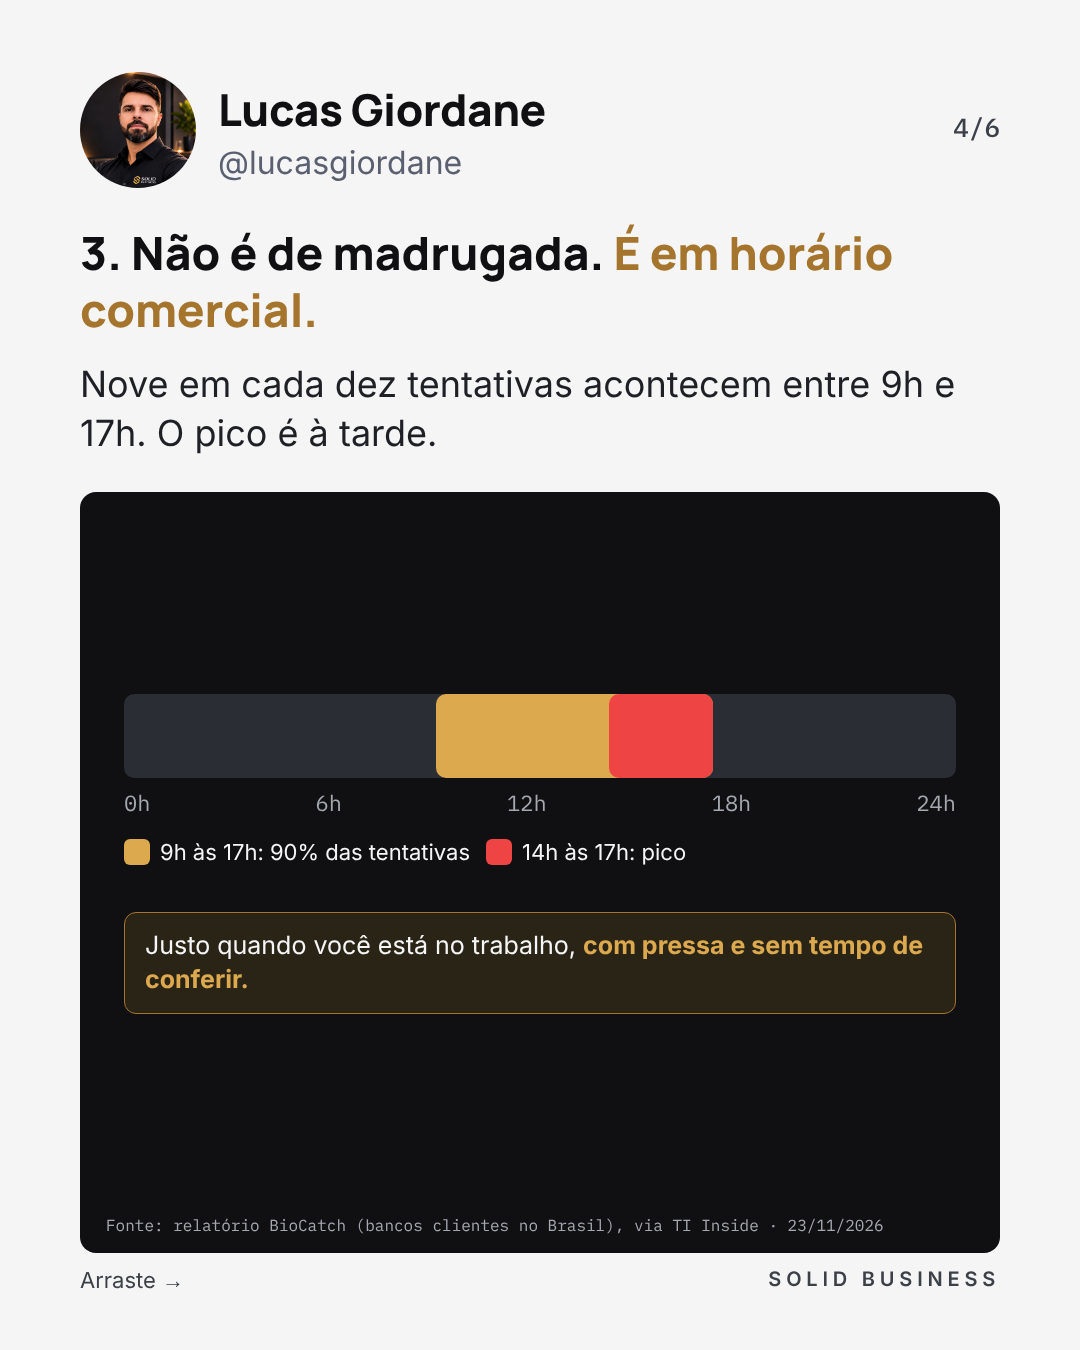 Lucas Giordane
@lucasgiordane
4/6
3. Não é de madrugada. É em horário
comercial.
Nove em cada dez tentativas acontecem entre 9h e
17h. O pico é à tarde.
0h 6h 12h 18h 24h
9h às 17h: 90% das tentativas 14h às 17h: pico
Justo quando você está no trabalho, com pressa e sem tempo de
conferir.
Fonte: relatório BioCatch (bancos clientes no Brasil), via TI Inside · 23/11/2026
Arraste →
SOLID BUSINESS